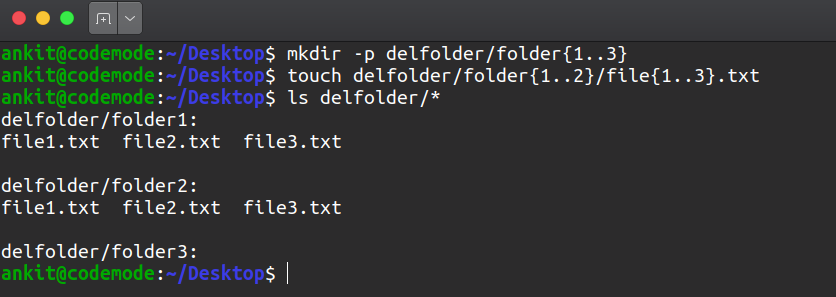 ankit@codemode:~/Desktop$ mkdir -p delfolder/folder{1..3}
ankit@codemode:~/Desktop$ touch delfolder/folder{1..2}/file{1..3}.txt
ankit@codemode:~/Desktop$ ls delfolder/*
delfolder/folder1:
file1.txt  file2.txt  file3.txt
delfolder/folder2:
file1.txt  file2.txt  file3.txt
delfolder/folder3:
ankit@codemode:~/Desktop$